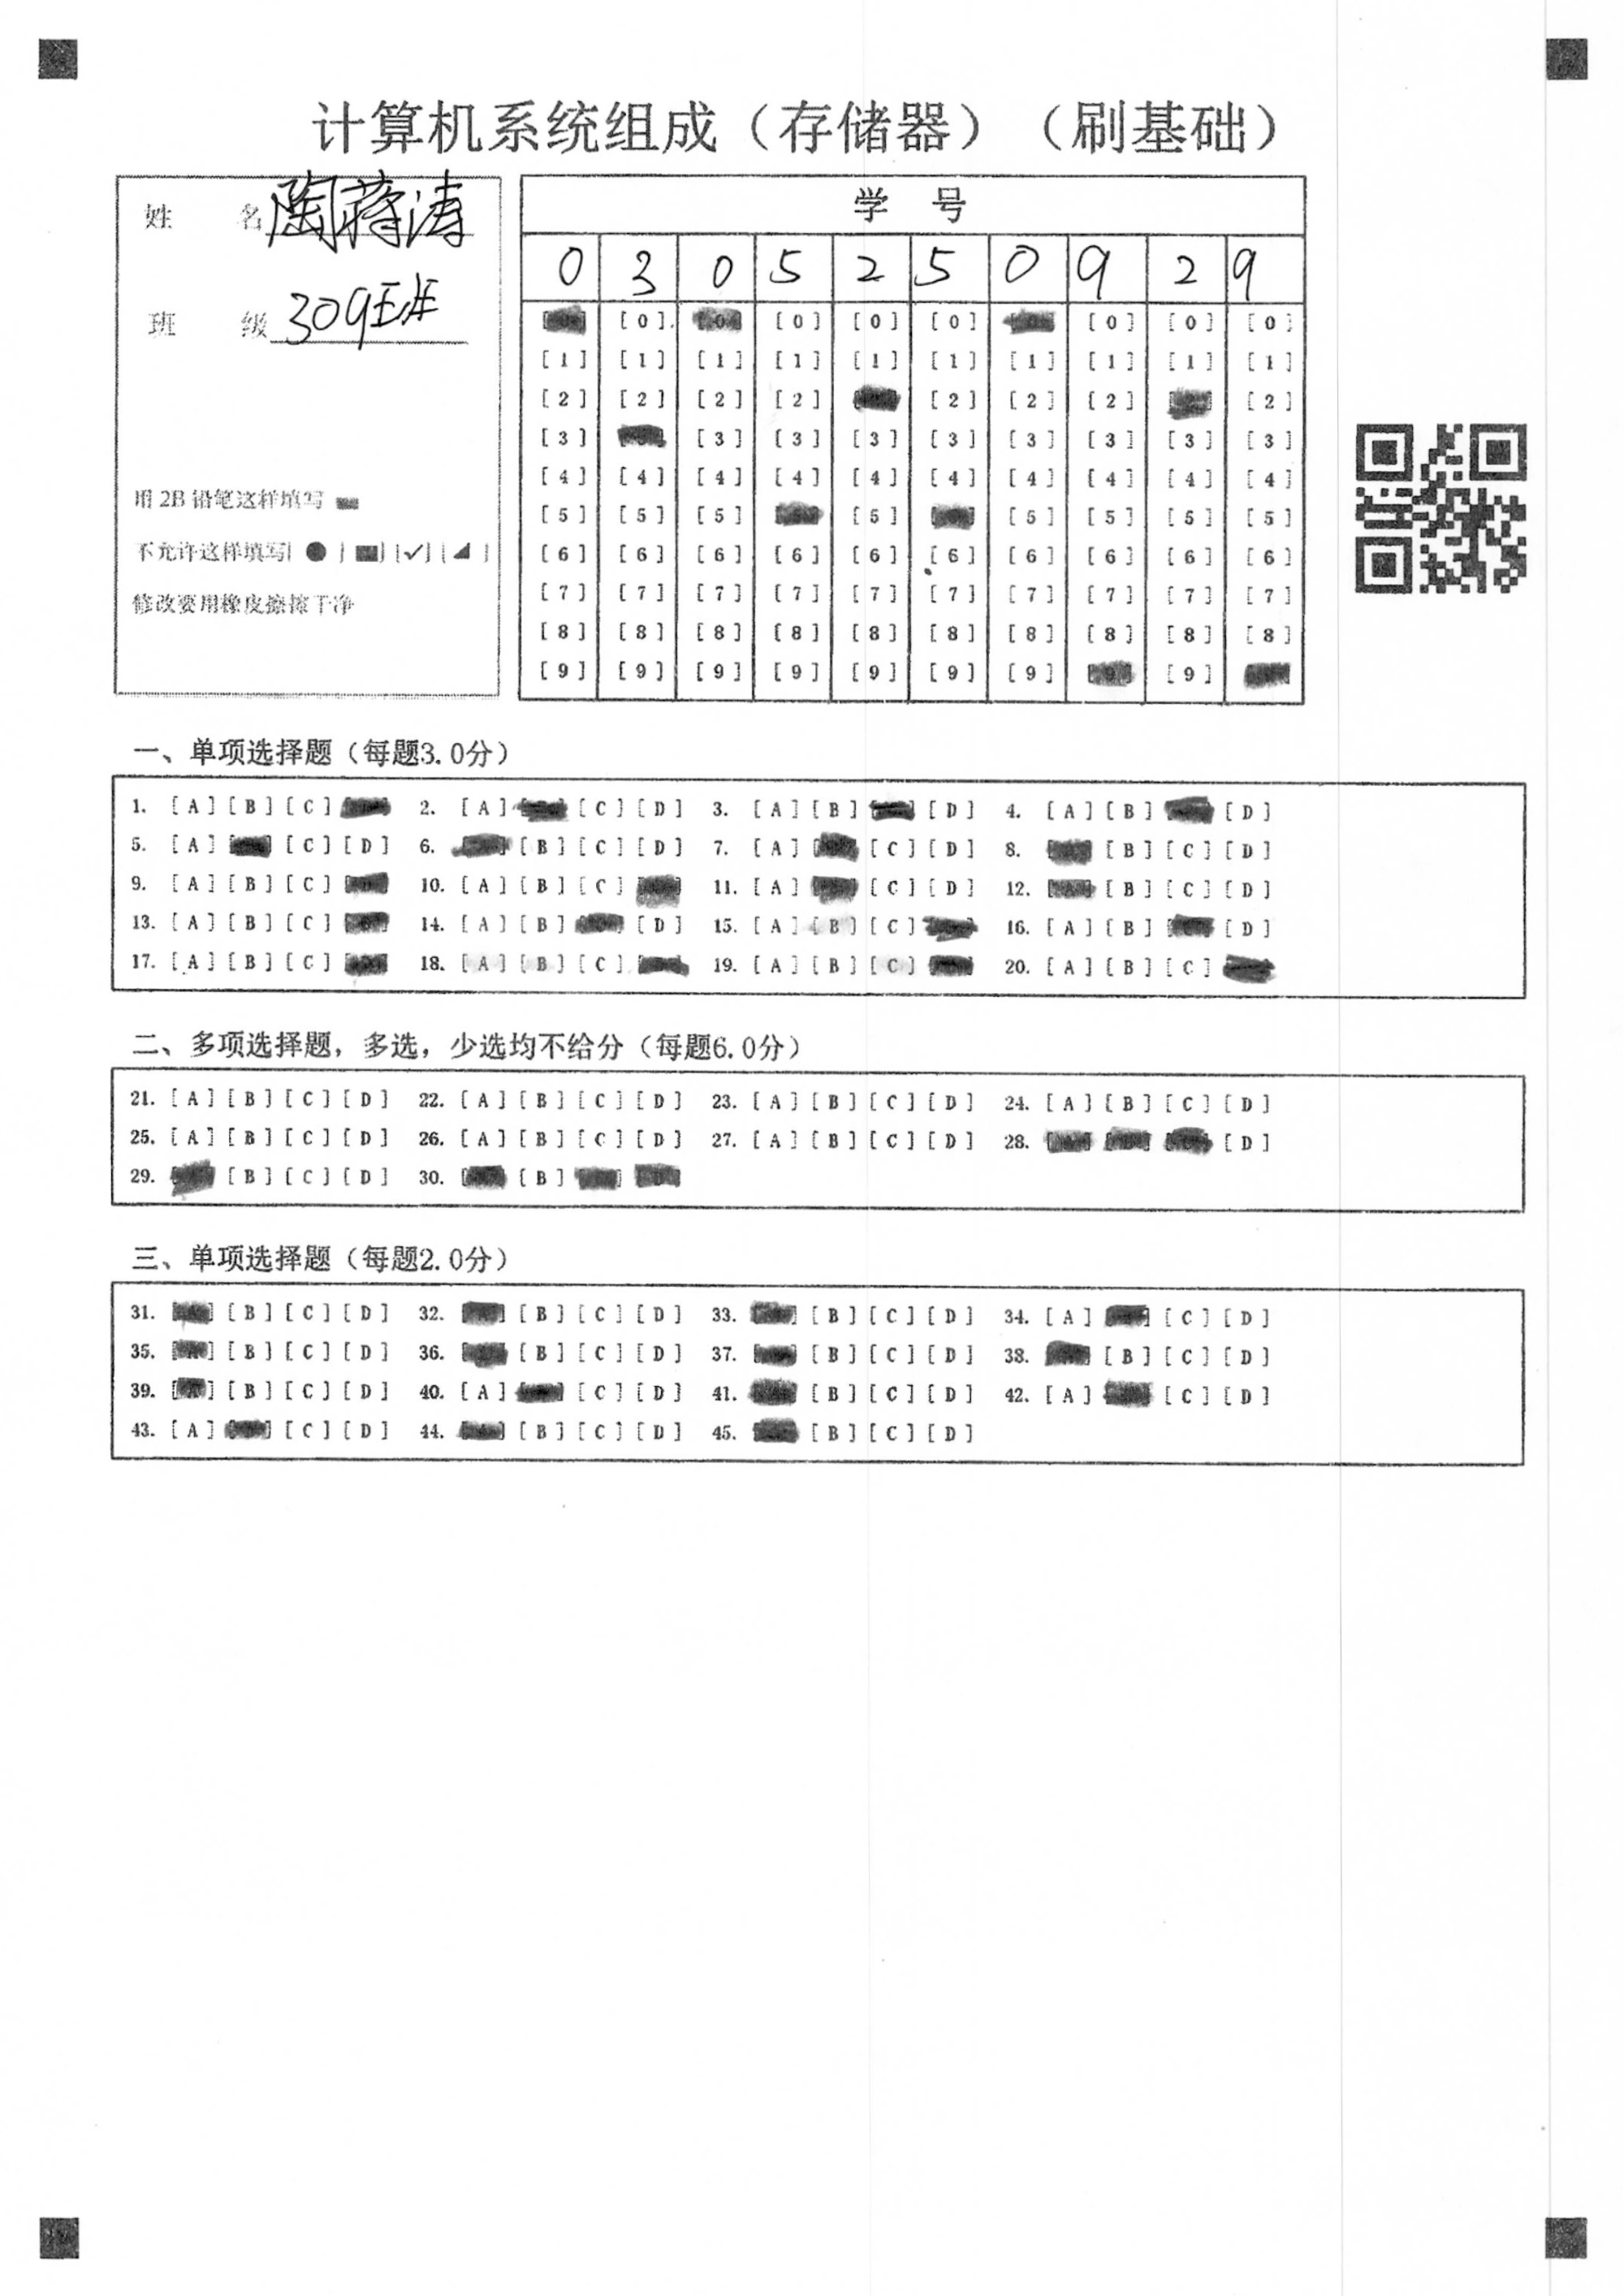 计算机系统组成（存储器）（刷基础）
姓 名 陶蒋涛
班 级 309班
用 2B 铅笔这样填写
不允许这样填写
修改要用橡皮擦擦干净
学 号
0 3 0 5 2 5 0 9 2 9
[0] [0] [0] [0] [0] [0] [0]
[1] [1] [1] [1] [1] [1] [1] [1] [1] [1]
[2] [2] [2] [2] [2] [2] [2] [2]
[3] [3] [3] [3] [3] [3] [3] [3] [3]
[4] [4] [4] [4] [4] [4] [4] [4] [4] [4]
[5] [5] [5] [5] [5] [5] [5] [5]
[6] [6] [6] [6] [6] [6] [6] [6] [6] [6]
[7] [7] [7] [7] [7] [7] [7] [7] [7] [7]
[8] [8] [8] [8] [8] [8] [8] [8] [8] [8]
[9] [9] [9] [9] [9] [9] [9] [9]
一、单项选择题（每题3.0分）
1. [A] [B] [C] 2. [A] [C] [D] 3. [A] [B] [D] 4. [A] [B] [D]
5. [A] [C] [D] 6. [B] [C] [D] 7. [A] [C] [D] 8. [B] [C] [D]
9. [A] [B] [C] 10. [A] [B] [C] 11. [A] [C] [D] 12. [B] [C] [D]
13. [A] [B] [C] 14. [A] [B] [D] 15. [A] [B] [C] 16. [A] [B] [D]
17. [A] [B] [C] 18. [A] [B] [C] 19. [A] [B] [C] 20. [A] [B] [C]
二、多项选择题，多选，少选均不给分（每题6.0分）
21. [A] [B] [C] [D] 22. [A] [B] [C] [D] 23. [A] [B] [C] [D] 24. [A] [B] [C] [D]
25. [A] [B] [C] [D] 26. [A] [B] [C] [D] 27. [A] [B] [C] [D] 28. [D]
29. [B] [C] [D] 30. [B]
三、单项选择题（每题2.0分）
31. [B] [C] [D] 32. [B] [C] [D] 33. [B] [C] [D] 34. [A] [C] [D]
35. [B] [C] [D] 36. [B] [C] [D] 37. [B] [C] [D] 38. [B] [C] [D]
39. [B] [C] [D] 40. [A] [C] [D] 41. [B] [C] [D] 42. [A] [C] [D]
43. [A] [C] [D] 44. [B] [C] [D] 45. [B] [C] [D]